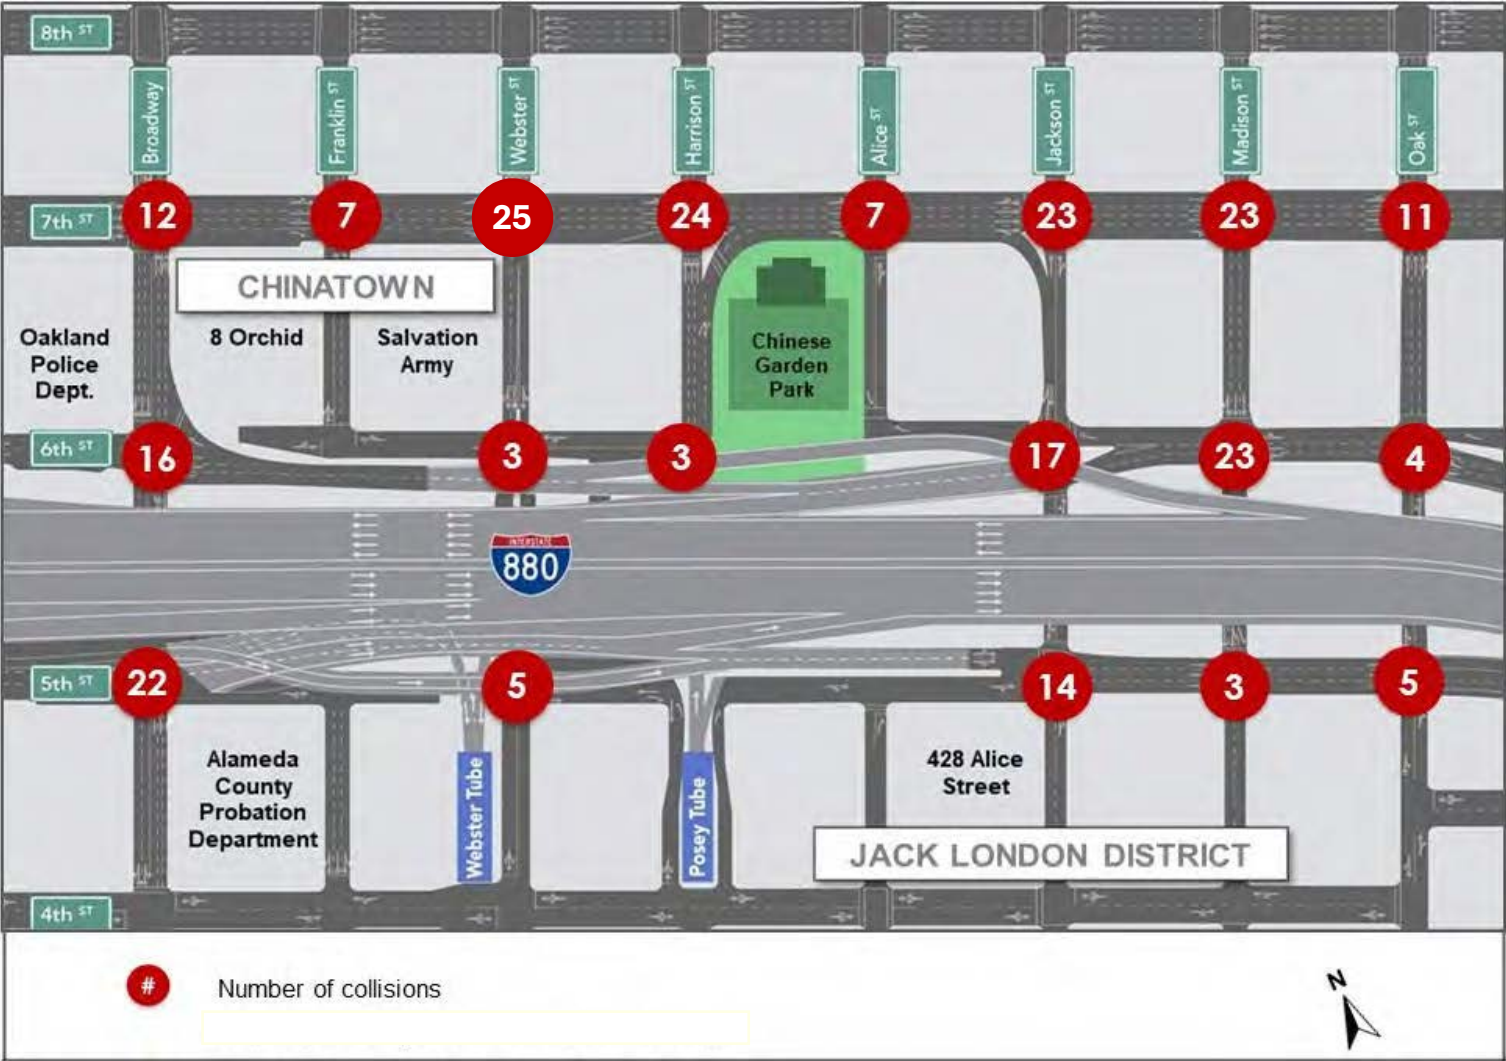 8th ST
Broadway
Franklin ST
Webster ST
Harrison ST
Alice ST
Jackson ST
Madison ST
Oak ST
7th ST
12
7
25
24
7
23
23
11
CHINATOWN
Oakland
Police
Dept.
8 Orchid
Salvation
Army
Chinese
Garden
Park
6th ST
16
3
3
17
23
4
INTERSTATE
880
5th ST
22
5
14
3
5
Alameda
County
Probation
Department
Webster Tube
Posey Tube
428 Alice
Street
JACK LONDON DISTRICT
4th ST
#
Number of collisions
N